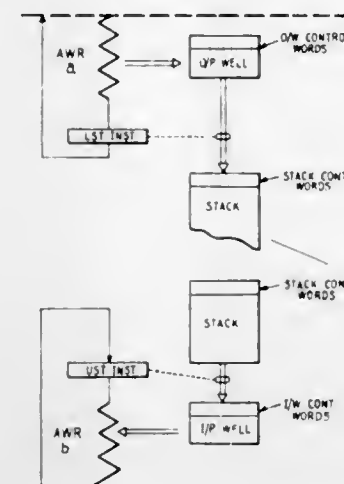 AWR
a
O/P WELL
O/W CONTROL
WORDS
LST INST
STACK CONT
WORDS
STACK
STACK CON
WORDS
STACK
UST INST
AWR
b
I/W CONT
WORDS
I/P WELL